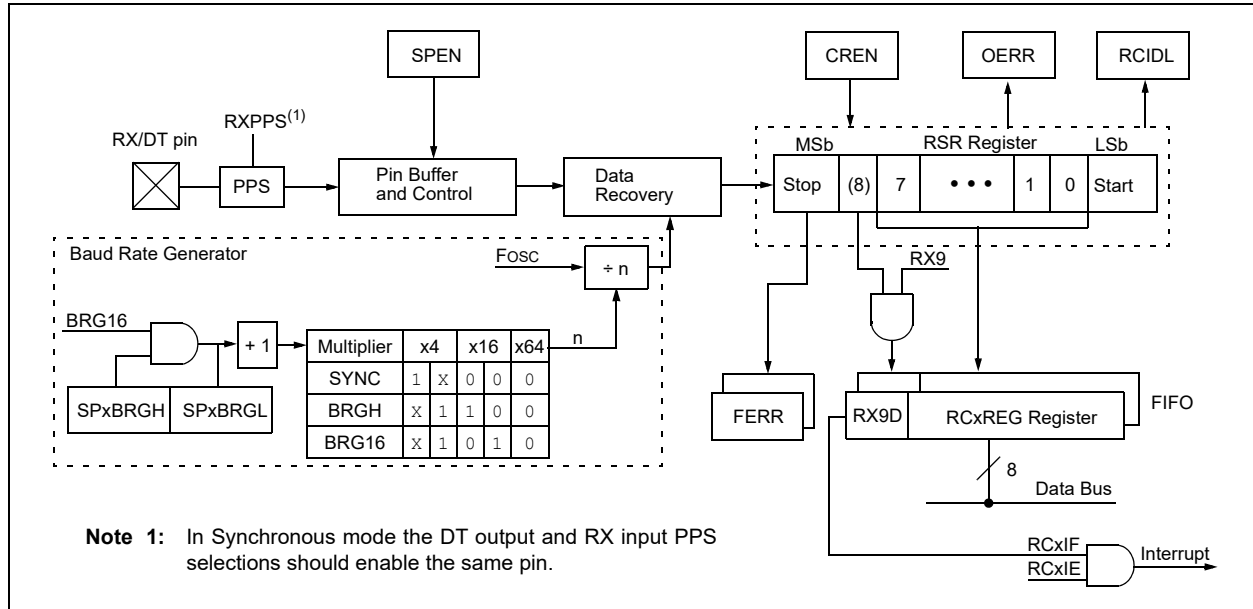 SPEN
CREN
OERR
RCIDL
RXPPS(1)
RX/DT pin
MSb
RSR Register
LSb
PPS
Pin Buffer
and Control
Data
Recovery
Stop
(8)
7
• • •
1
0
Start
Baud Rate Generator
FOSC
÷ n
RX9
BRG16
+ 1
n
Multiplier x4 x16 x64
SYNC 1 X 0 0 0
BRGH X 1 1 0 0
BRG16 X 1 0 1 0
SPxBRGH
SPxBRGL
FERR
RX9D
RCxREG Register
FIFO
8
Data Bus
Note 1: In Synchronous mode the DT output and RX input PPS
selections should enable the same pin.
RCxIF
RCxIE
Interrupt